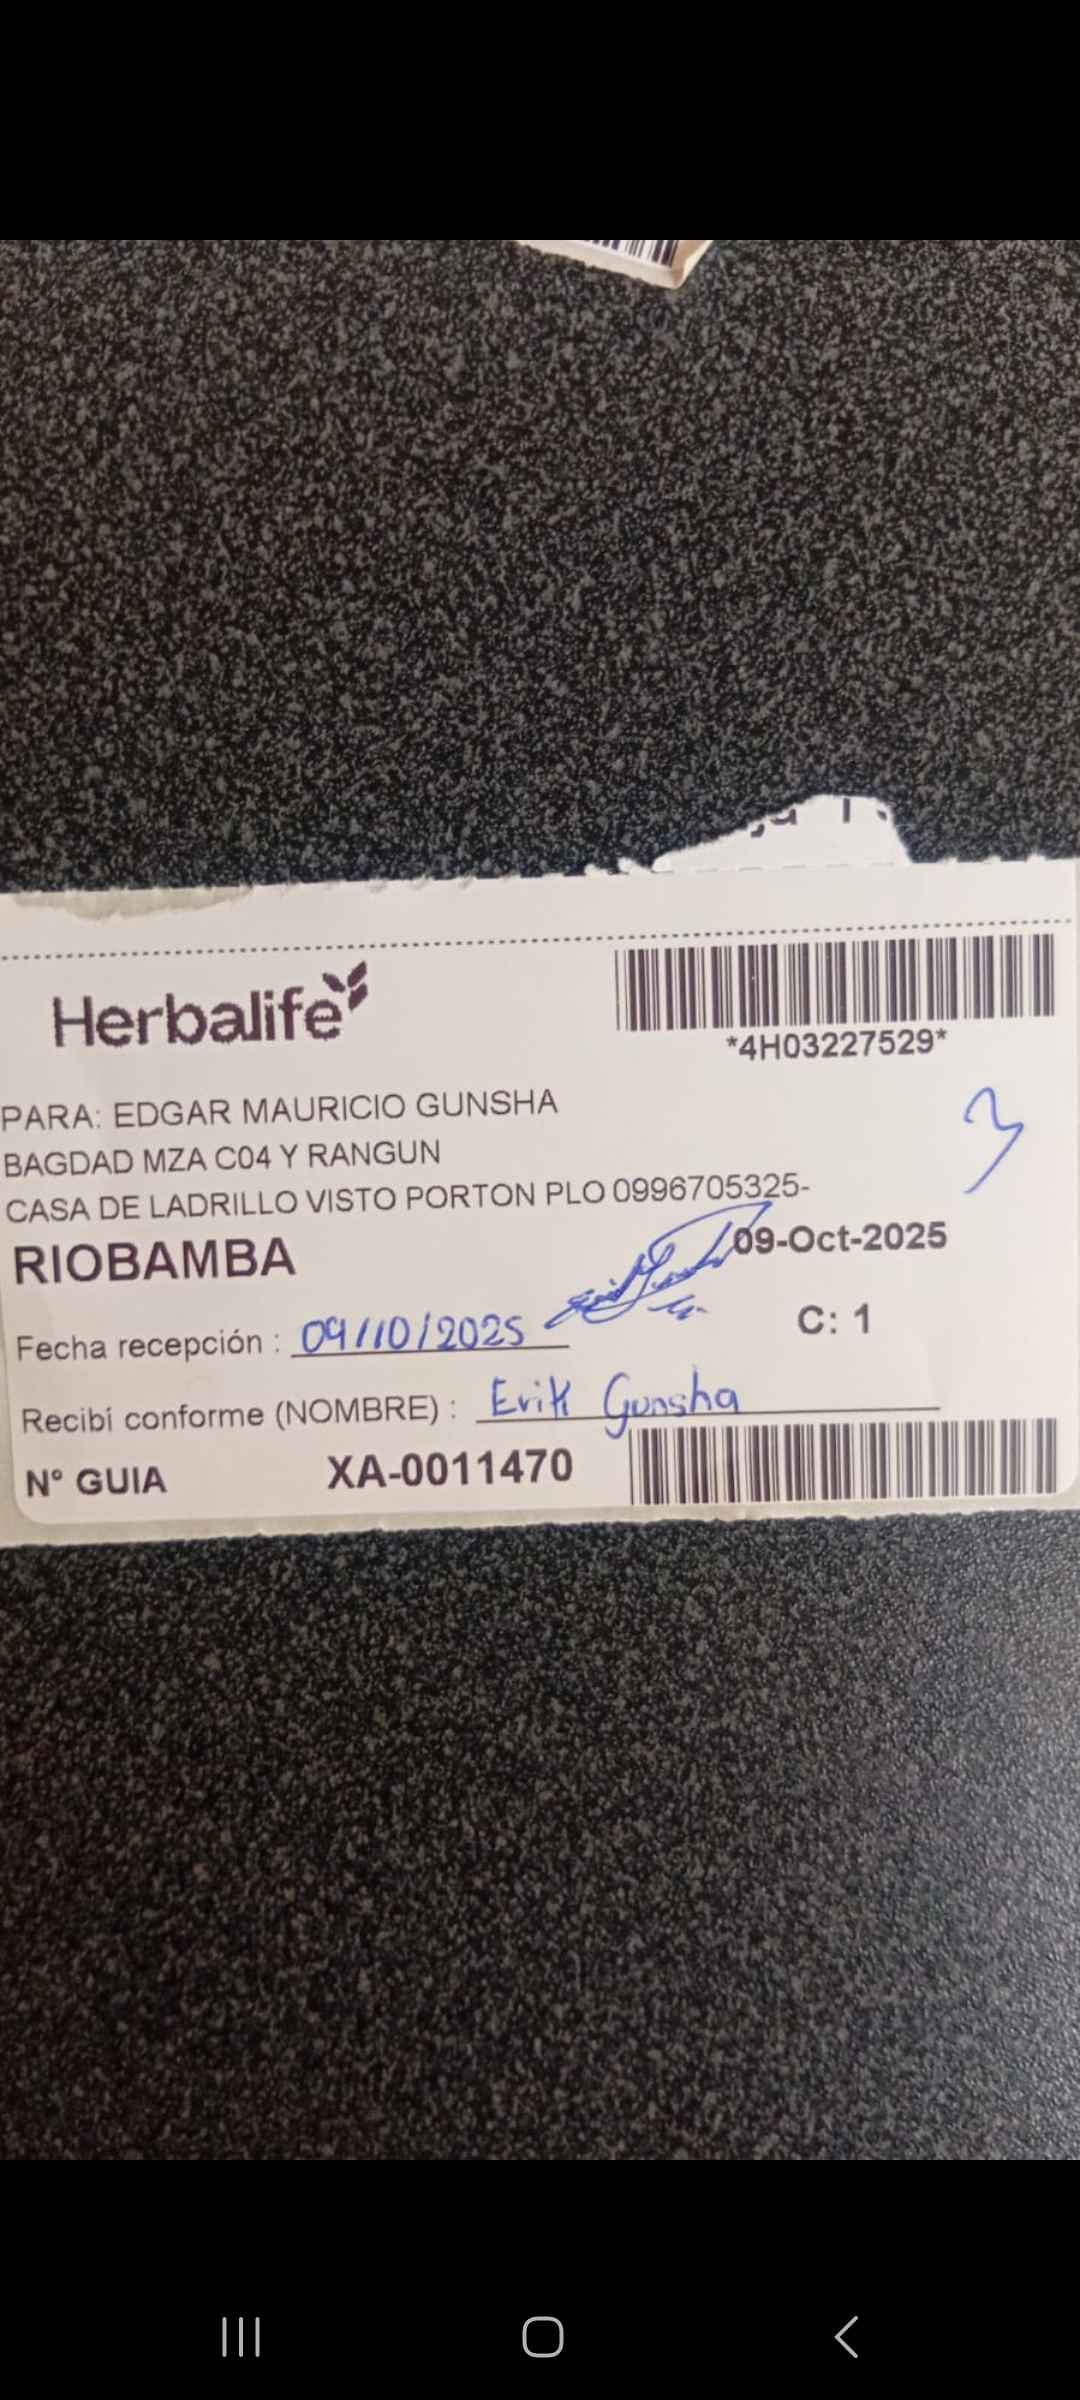 Herbalife
*4H03227529*
PARA: EDGAR MAURICIO GUNSHA
BAGDAD MZA C04 Y RANGUN
CASA DE LADRILLO VISTO PORTON PLO 0996705325-
RIOBAMBA
09-Oct-2025
Fecha recepción : 09/10/2025
C: 1
Recibí conforme (NOMBRE) : Erik Gunsha
N° GUIA XA-0011470